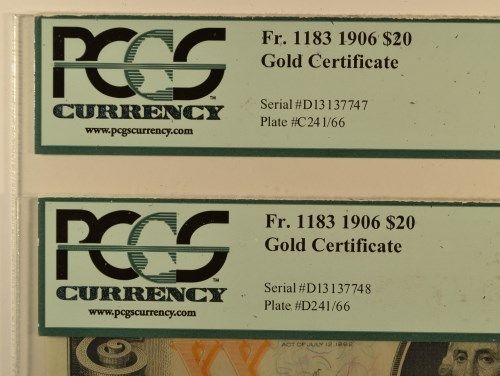 PCGS
CURRENCY
www.pcgscurrency.com
Fr. 1183 1906 $20
Gold Certificate
Serial #D13137747
Plate #C241/66
PCGS
CURRENCY
www.pcgscurrency.com
Fr. 1183 1906 $20
Gold Certificate
Serial #D13137748
Plate #D241/66
ACT OF JULY 12, 1882